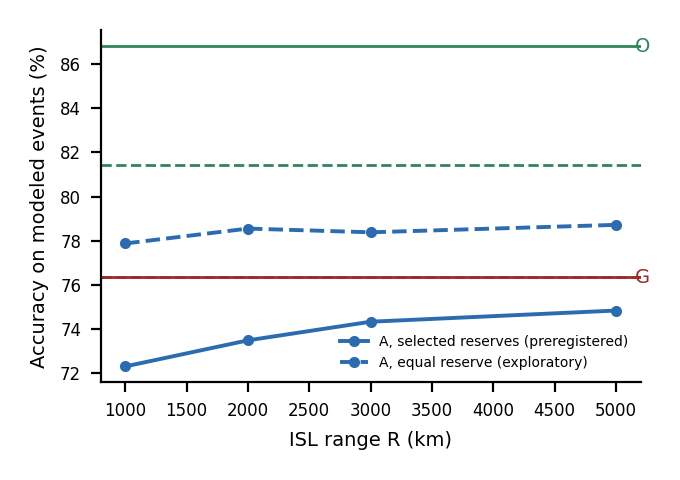 Accuracy on modeled events (%)
86
84
82
80
78
76
74
72
O
G
A, selected reserves (preregistered)
A, equal reserve (exploratory)
1000 1500 2000 2500 3000 3500 4000 4500 5000
ISL range R (km)